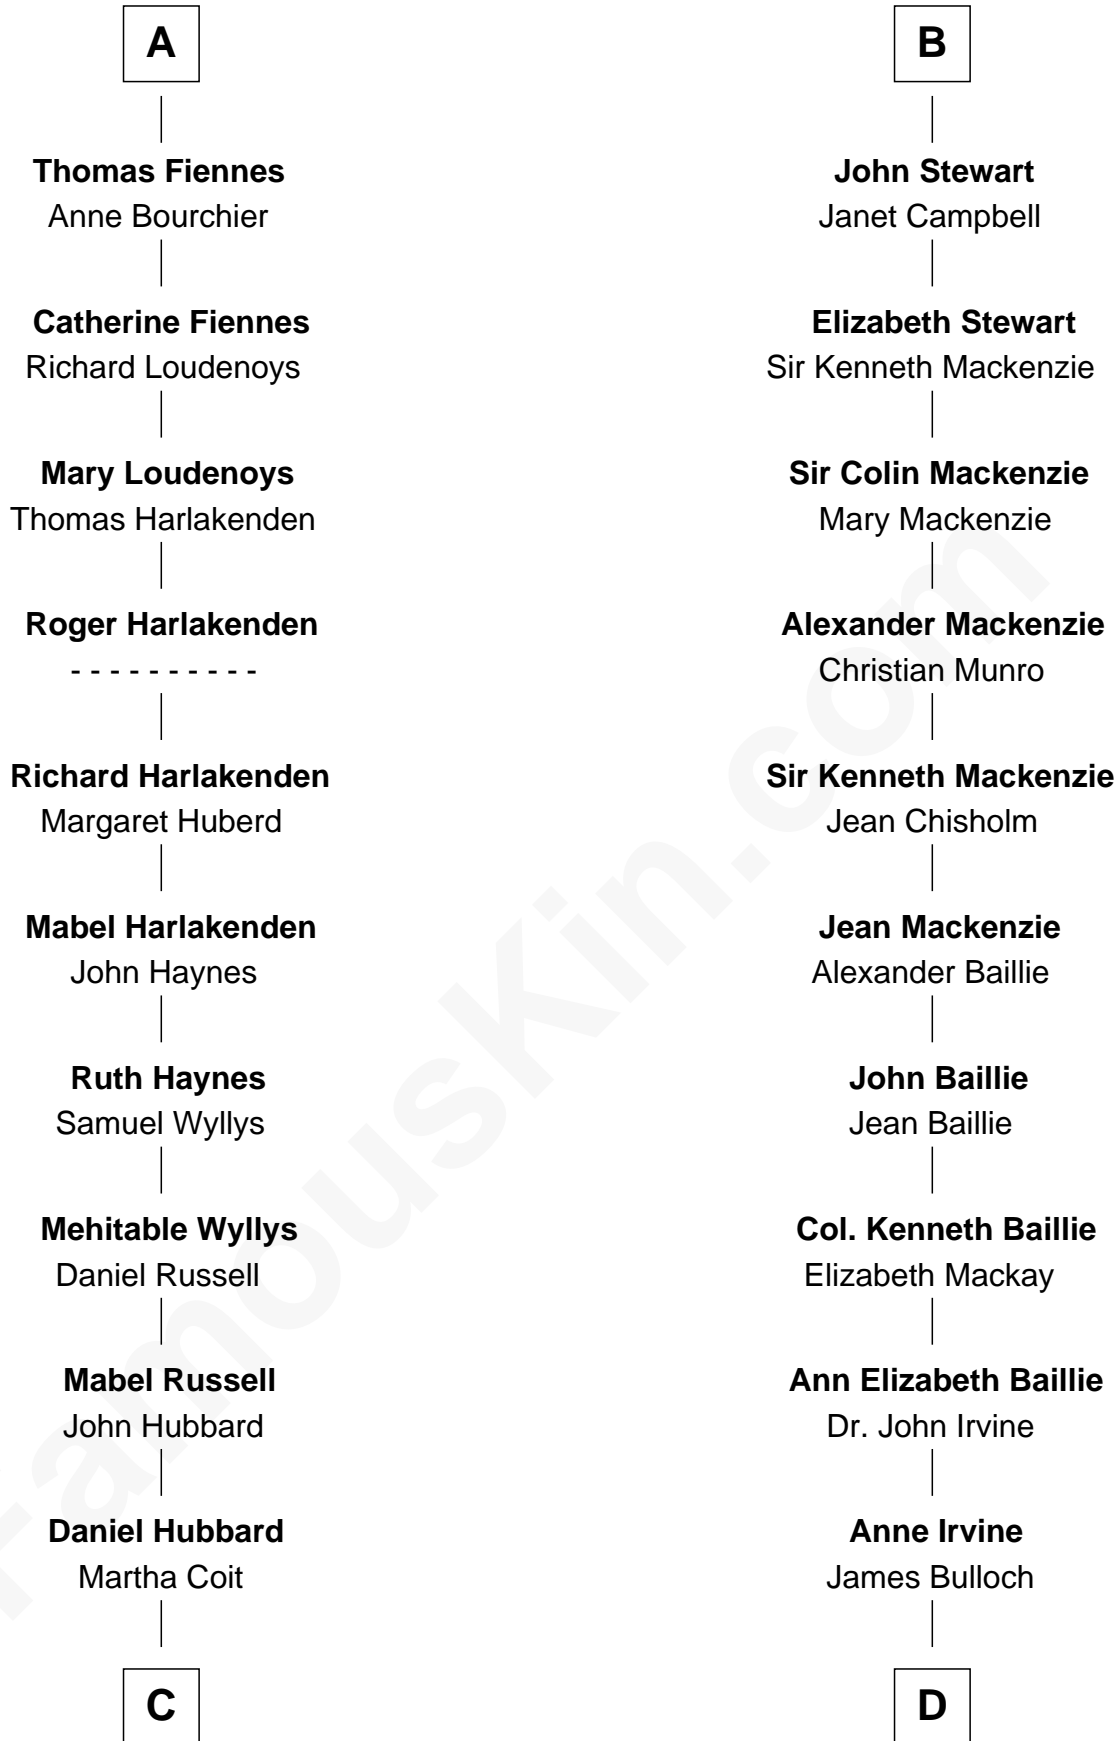 A
Thomas Fiennes
Anne Bourchier
Catherine Fiennes
Richard Loudenoys
Mary Loudenoys
Thomas Harlakenden
Roger Harlakenden
- - - - - - - - - -
Richard Harlakenden
Margaret Huberd
Mabel Harlakenden
John Haynes
Ruth Haynes
Samuel Wyllys
Mehitable Wyllys
Daniel Russell
Mabel Russell
John Hubbard
Daniel Hubbard
Martha Coit
C
B
John Stewart
Janet Campbell
Elizabeth Stewart
Sir Kenneth Mackenzie
Sir Colin Mackenzie
Mary Mackenzie
Alexander Mackenzie
Christian Munro
Sir Kenneth Mackenzie
Jean Chisholm
Jean Mackenzie
Alexander Baillie
John Baillie
Jean Baillie
Col. Kenneth Baillie
Elizabeth Mackay
Ann Elizabeth Baillie
Dr. John Irvine
Anne Irvine
James Bulloch
D
FamousKin.com